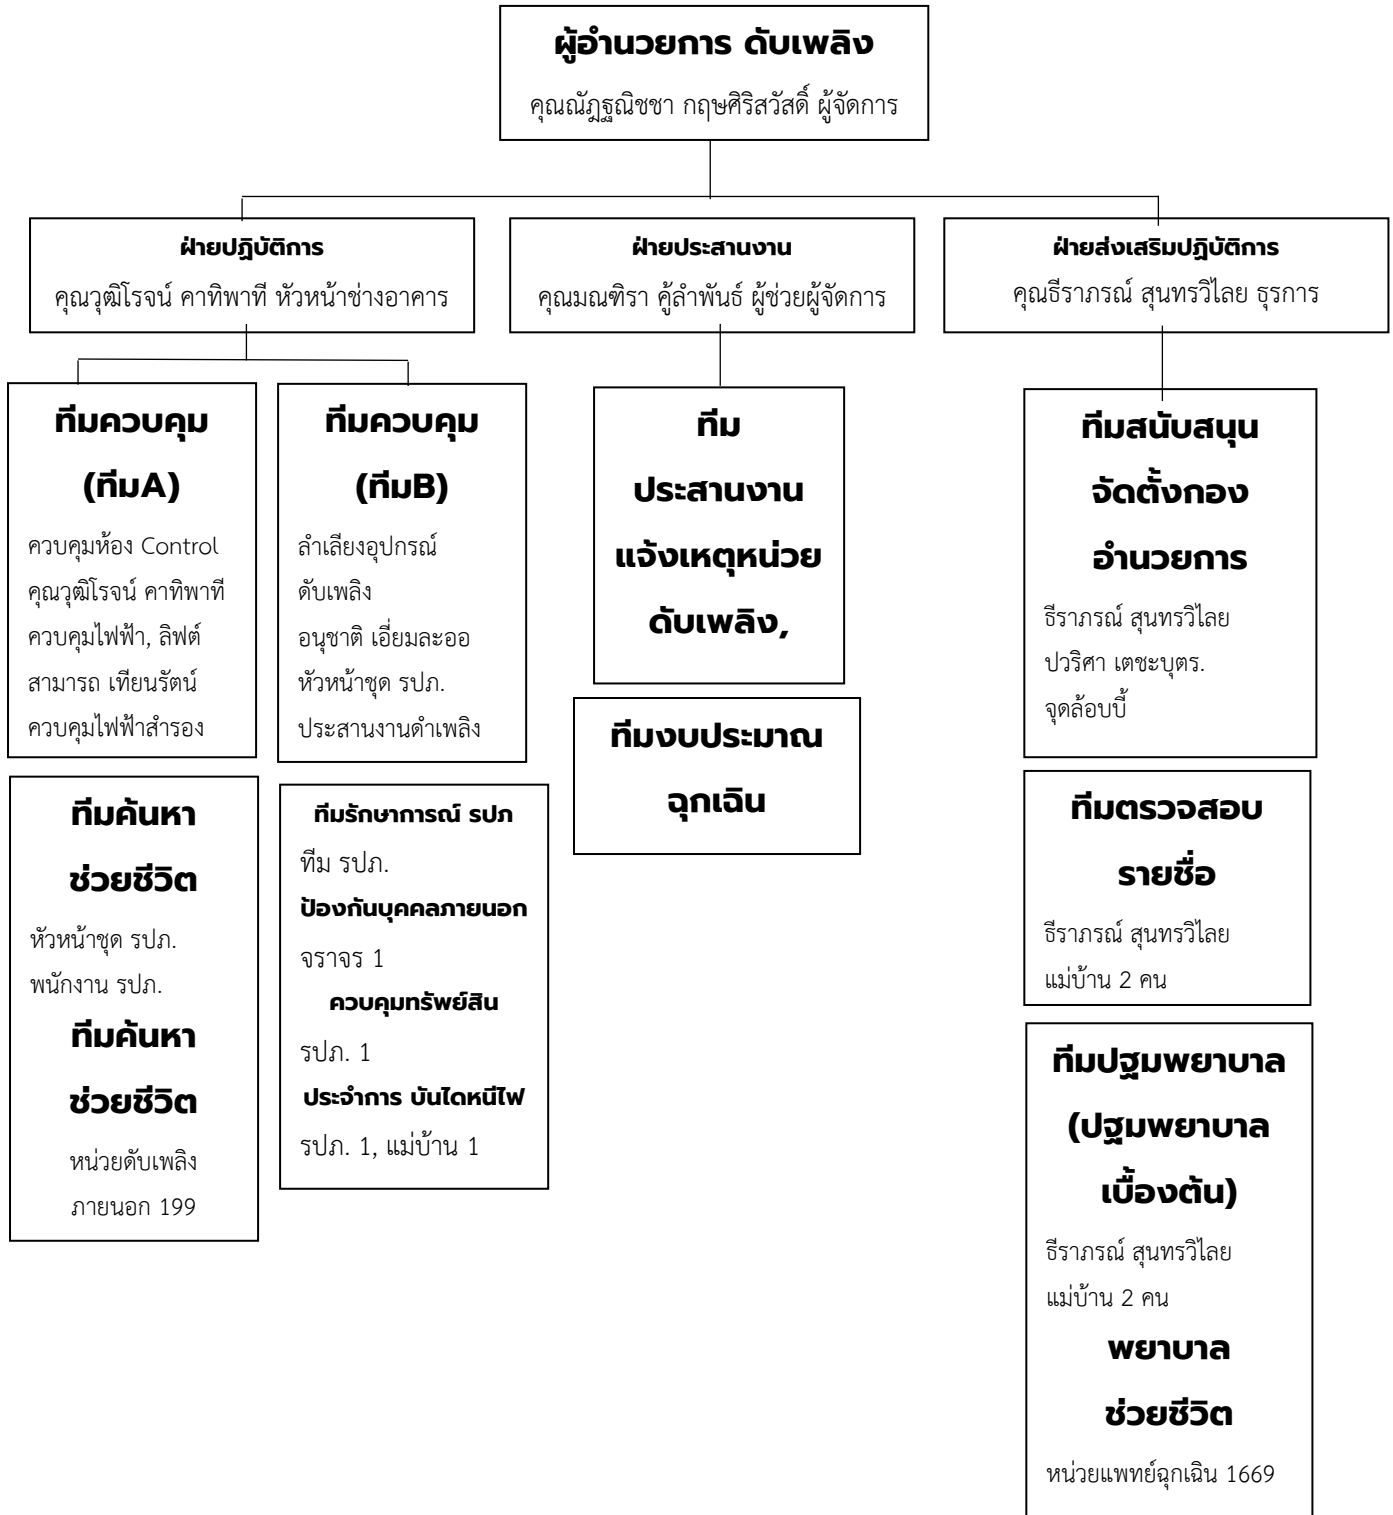 ผู้อำนวยการ ดับเพลิง
คุณณัฎฐณิชชา กฤษศิริสวัสดิ์ ผู้จัดการ
ฝ่ายปฏิบัติการ
คุณวุฒิโรจน์ คาทิพาที หัวหน้าช่างอาคาร
ฝ่ายประสานงาน
คุณมณฑิรา คู้ลำพันธ์ ผู้ช่วยผู้จัดการ
ฝ่ายส่งเสริมปฏิบัติการ
คุณธีราภรณ์ สุนทรวิไลย ธุรการ
ทีมควบคุม
(ทีมA)
ควบคุมห้อง Control
คุณวุฒิโรจน์ คาทิพาที
ควบคุมไฟฟ้า, ลิฟต์
สามารถ เทียนรัตน์
ควบคุมไฟฟ้าสำรอง
ทีมควบคุม
(ทีมB)
ลำเลียงอุปกรณ์
ดับเพลิง
อนุชาติ เอี่ยมละออ
หัวหน้าชุด รปภ.
ประสานงานดำเพลิง
ทีม
ประสานงาน
แจ้งเหตุหน่วย
ดับเพลิง,
ทีมสนับสนุน
จัดตั้งกอง
อำนวยการ
ธีราภรณ์ สุนทรวิไลย
ปวริศา เตชะบุตร.
จุดล้อบบี้
ทีมค้นหา
ช่วยชีวิต
หัวหน้าชุด รปภ.
พนักงาน รปภ.
ทีมค้นหา
ช่วยชีวิต
หน่วยดับเพลิง
ภายนอก 199
ทีมรักษาการณ์ รปภ
ทีม รปภ.
ป้องกันบุคคลภายนอก
จราจร 1
ควบคุมทรัพย์สิน
รปภ. 1
ประจำการ บันไดหนีไฟ
รปภ. 1, แม่บ้าน 1
ทีมงบประมาณ
ฉุกเฉิน
ทีมตรวจสอบ
รายชื่อ
ธีราภรณ์ สุนทรวิไลย
แม่บ้าน 2 คน
ทีมปฐมพยาบาล
(ปฐมพยาบาล
เบื้องต้น)
ธีราภรณ์ สุนทรวิไลย
แม่บ้าน 2 คน
พยาบาล
ช่วยชีวิต
หน่วยแพทย์ฉุกเฉิน 1669